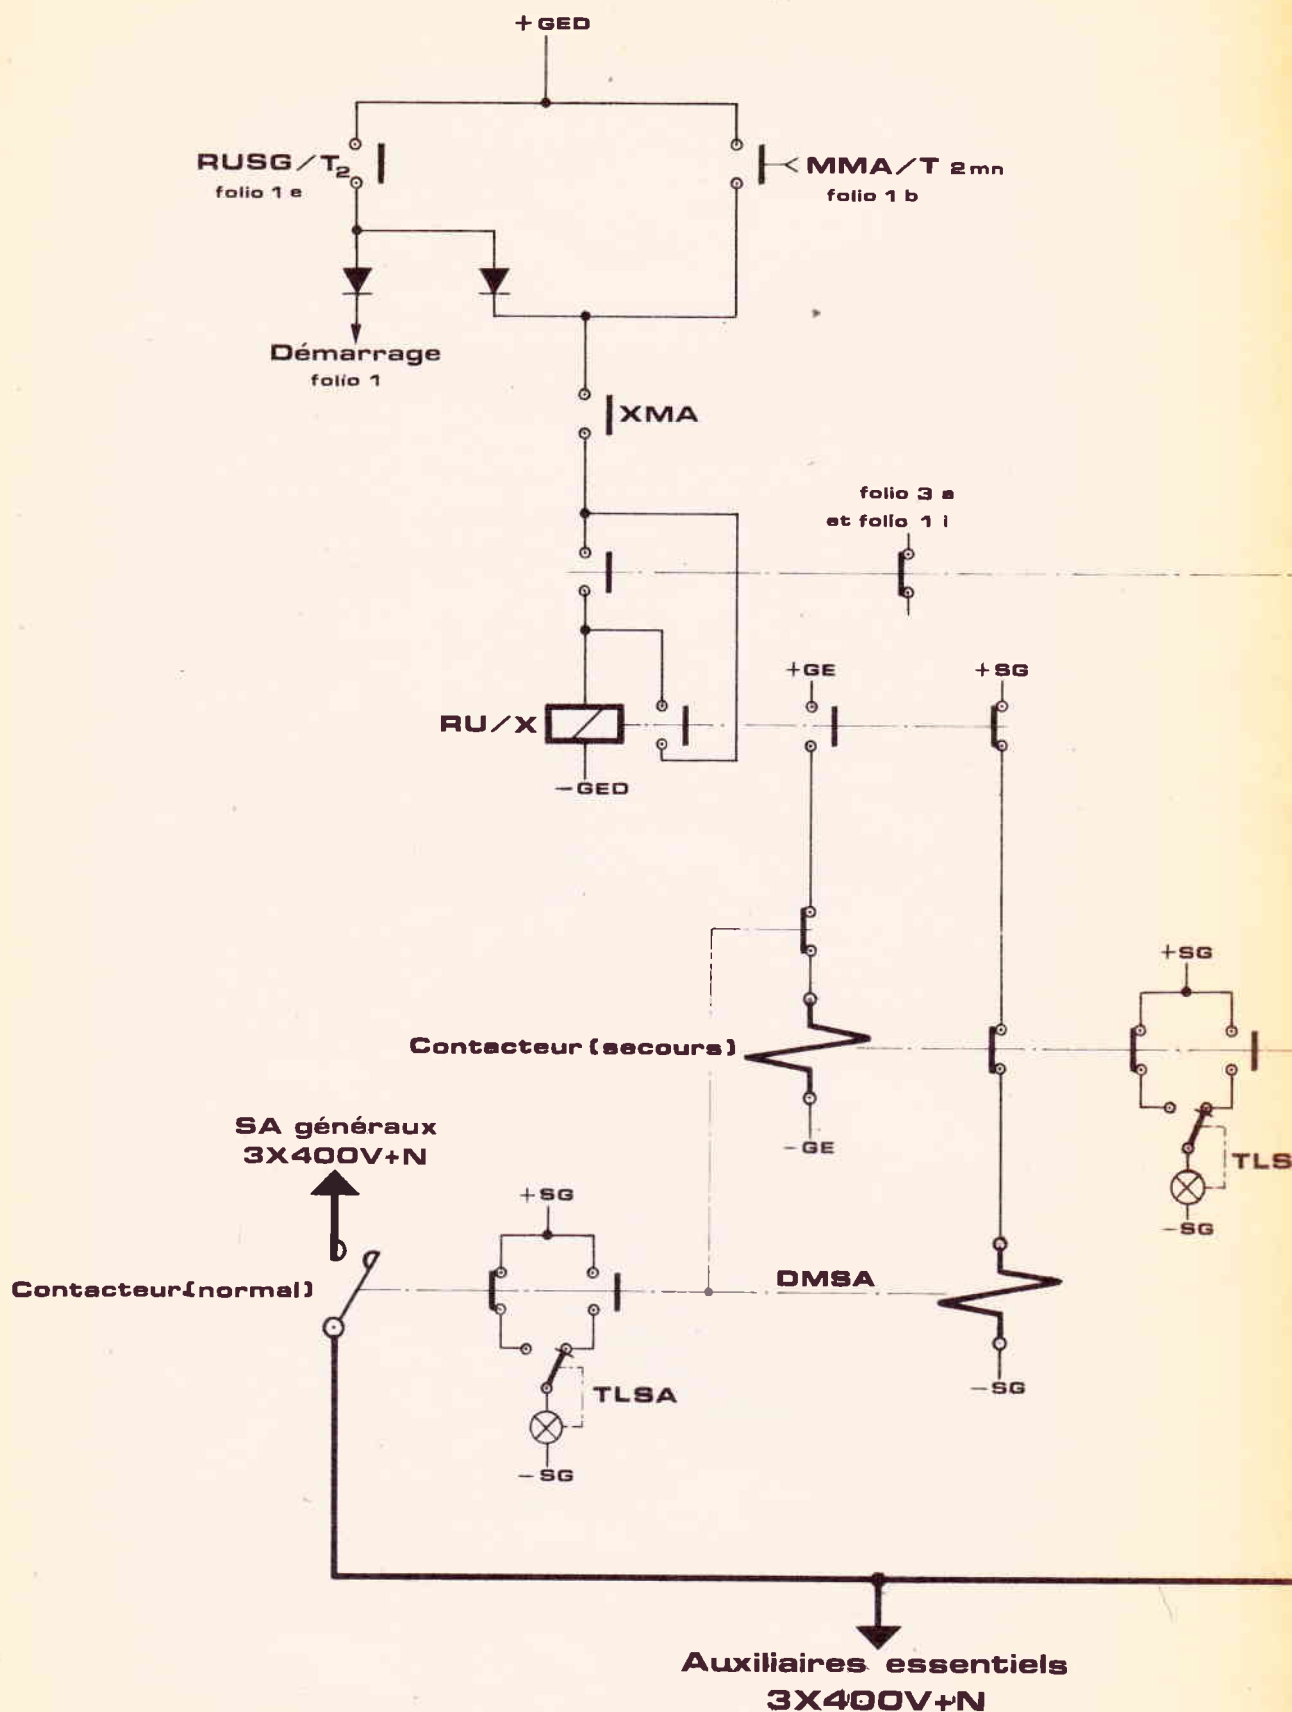 +GED
RUSG/T2
folio 1 e
MMA/T 2mn
folio 1 b
Démarrage
folio 1
XMA
folio 3 a
et folio 1 i
+GE
+SG
RU/X
-GED
+SG
Contacteur (secours)
SA généraux
3X400V+N
-GE
TLS
+SG
-SG
Contacteur (normal)
DMSA
TLSA
-SG
-SG
Auxiliaires essentiels
3X400V+N